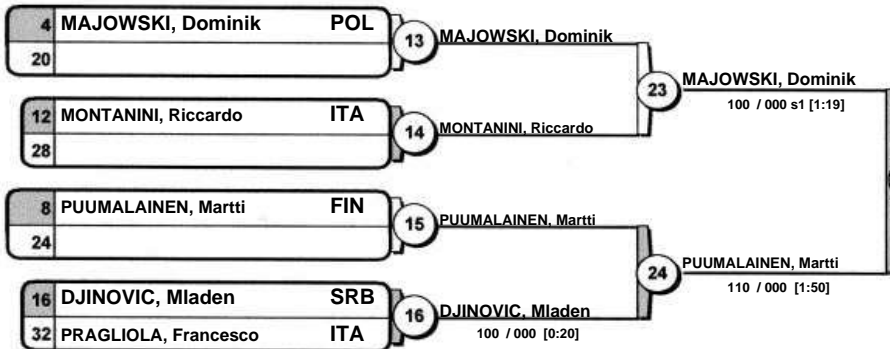 4 MAJOWSKI, Dominik POL
20
13 MAJOWSKI, Dominik
12 MONTANINI, Riccardo ITA
28
14 MONTANINI, Riccardo
23 MAJOWSKI, Dominik
100 / 000 s1 [1:19]
8 PUUMALAINEN, Martti FIN
24
15 PUUMALAINEN, Martti
16 DJINOVIC, Mladen SRB
32 PRAGLIOLA, Francesco ITA
16 DJINOVIC, Mladen
100 / 000 [0:20]
24 PUUMALAINEN, Martti
110 / 000 [1:50]